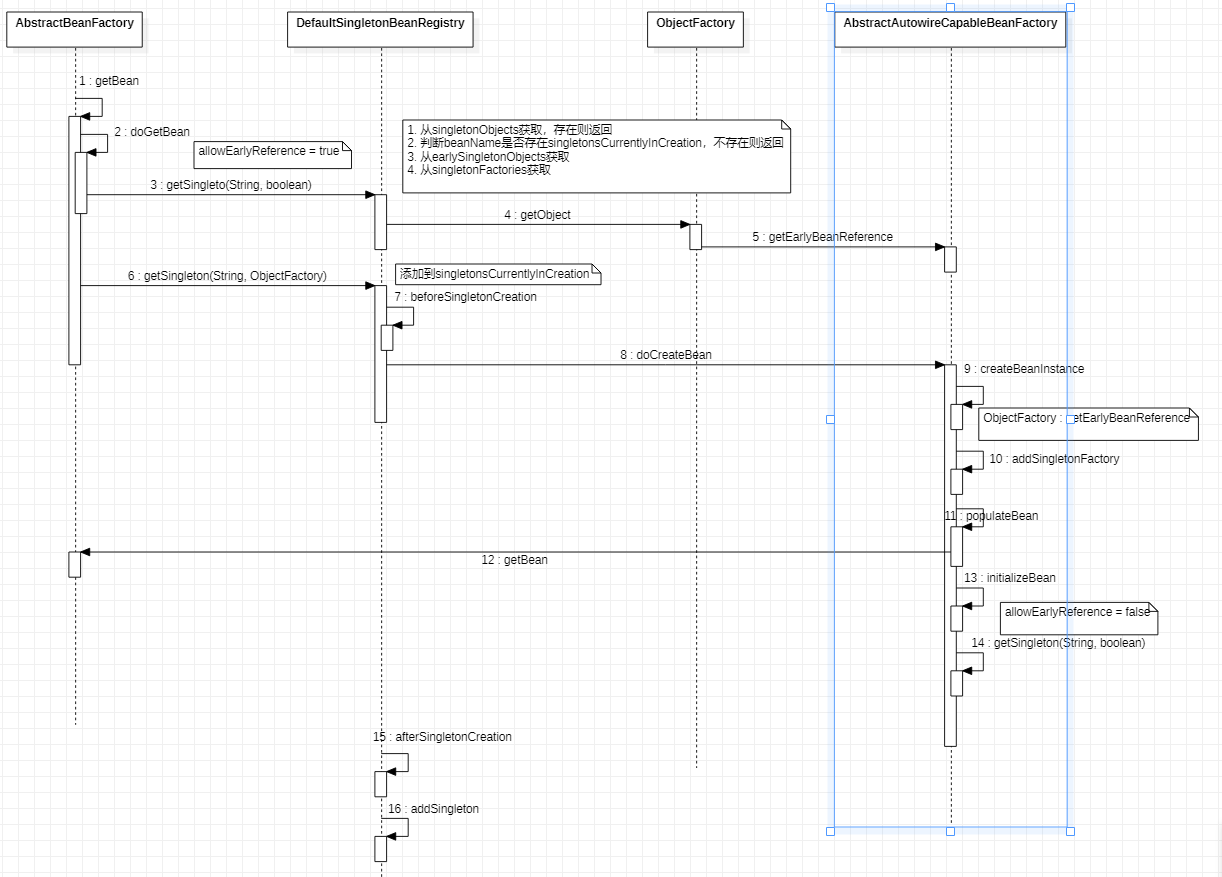 AbstractBeanFactory
DefaultSingletonBeanRegistry
ObjectFactory
AbstractAutowireCapableBeanFactory
1 : getBean
2 : doGetBean
allowEarlyReference = true
1. 从singletonObjects获取，存在则返回
2. 判断beanName是否存在singletonsCurrentlyInCreation，不存在则返回
3. 从earlySingletonObjects获取
4. 从singletonFactories获取
3 : getSingleto(String, boolean)
4 : getObject
5 : getEarlyBeanReference
6 : getSingleton(String, ObjectFactory)
添加到singletonsCurrentlyInCreation
7 : beforeSingletonCreation
8 : doCreateBean
9 : createBeanInstance
ObjectFactory : etEarlyBeanReference
10 : addSingletonFactory
11 : populateBean
12 : getBean
13 : initializeBean
allowEarlyReference = false
14 : getSingleton(String, boolean)
15 : afterSingletonCreation
16 : addSingleton